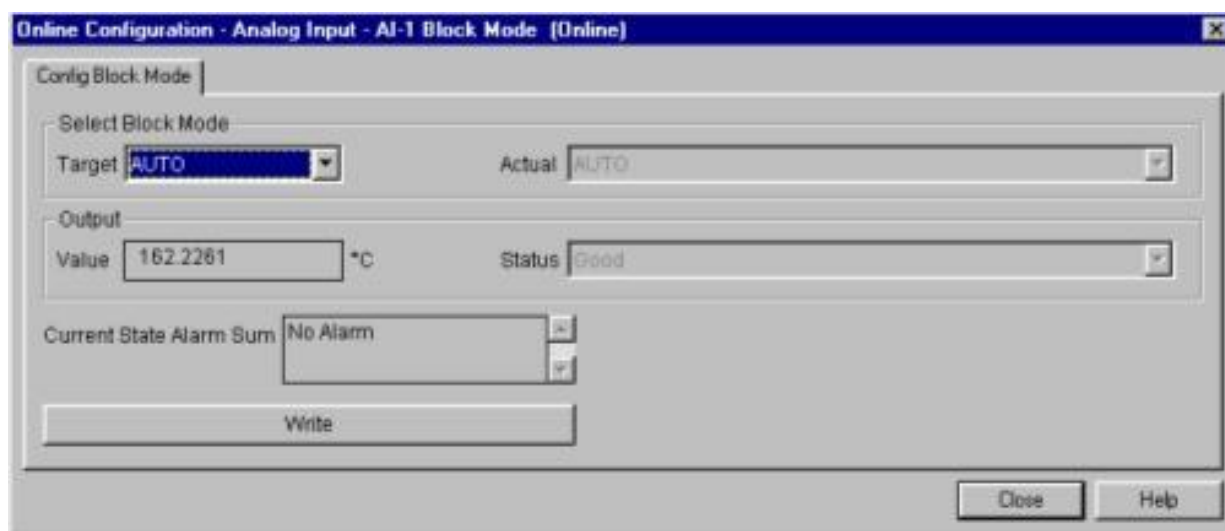 Online Configuration - Analog Input - AI-1 Block Mode (Online)
Config Block Mode
Select Block Mode
Target AUTO Actual AUTO
Output
Value 162.2261 °C Status Good
Current State Alarm Sum No Alarm
Write
Close Help